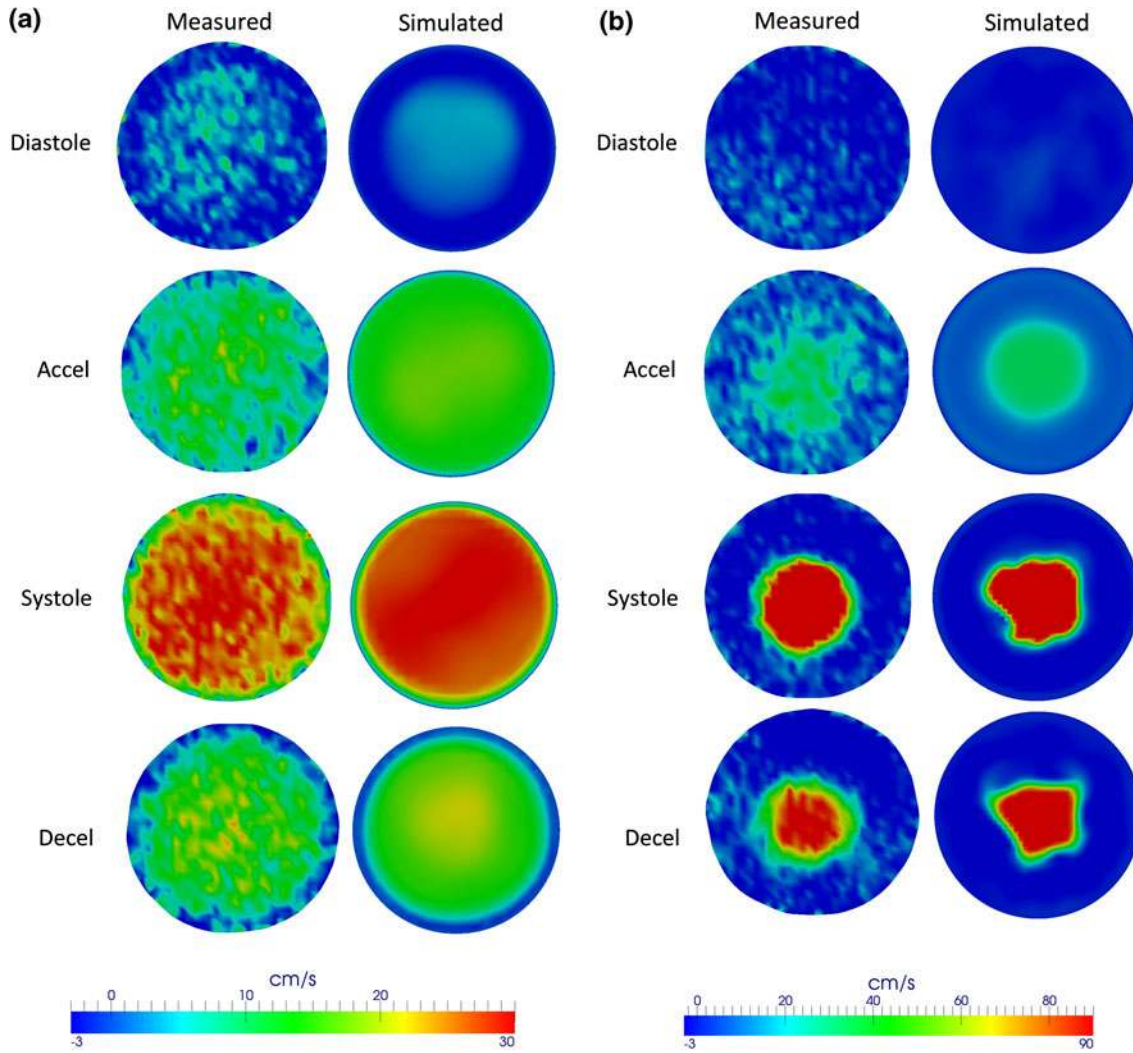 (a)
Measured Simulated
Diastole
Accel
Systole
Decel
cm/s
0 10 20
-3 30
(b)
Measured Simulated
Diastole
Accel
Systole
Decel
cm/s
0 20 40 60 80
-3 90